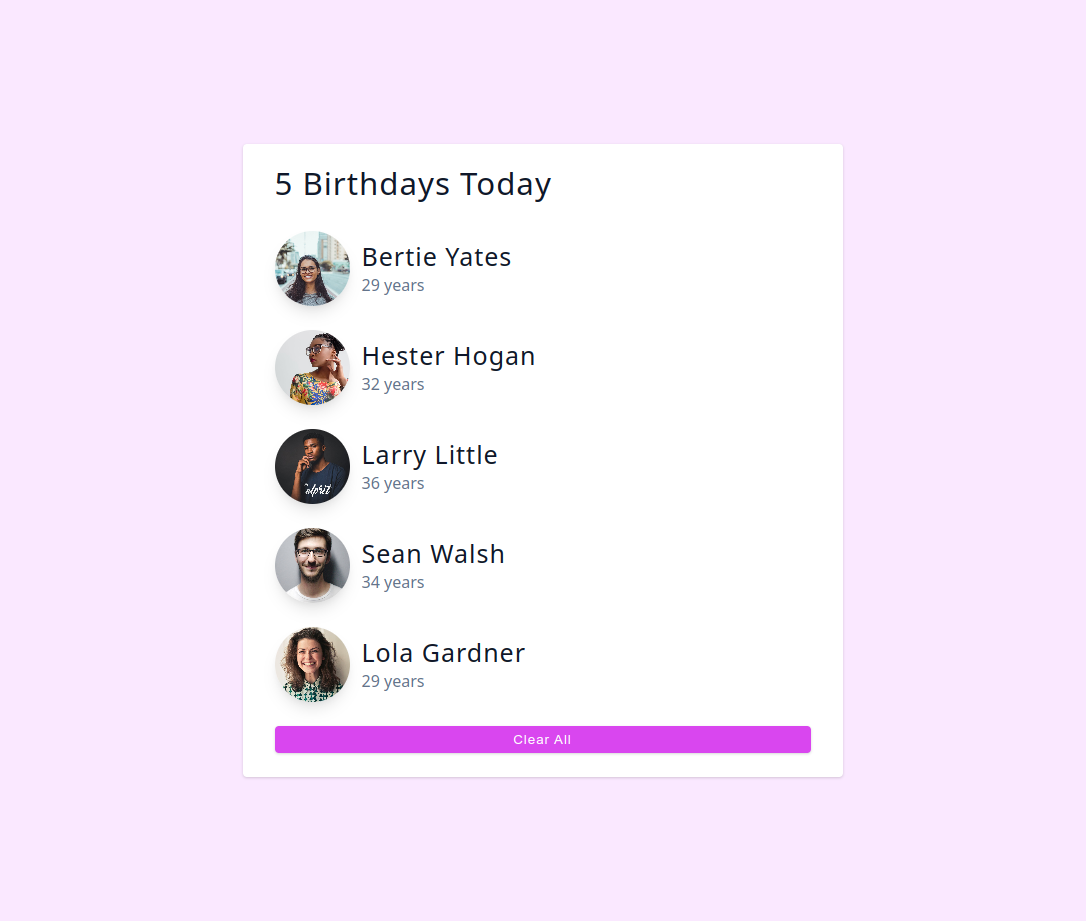 5 Birthdays Today
Bertie Yates
29 years
Hester Hogan
32 years
Larry Little
36 years
Sean Walsh
34 years
Lola Gardner
29 years
Clear All